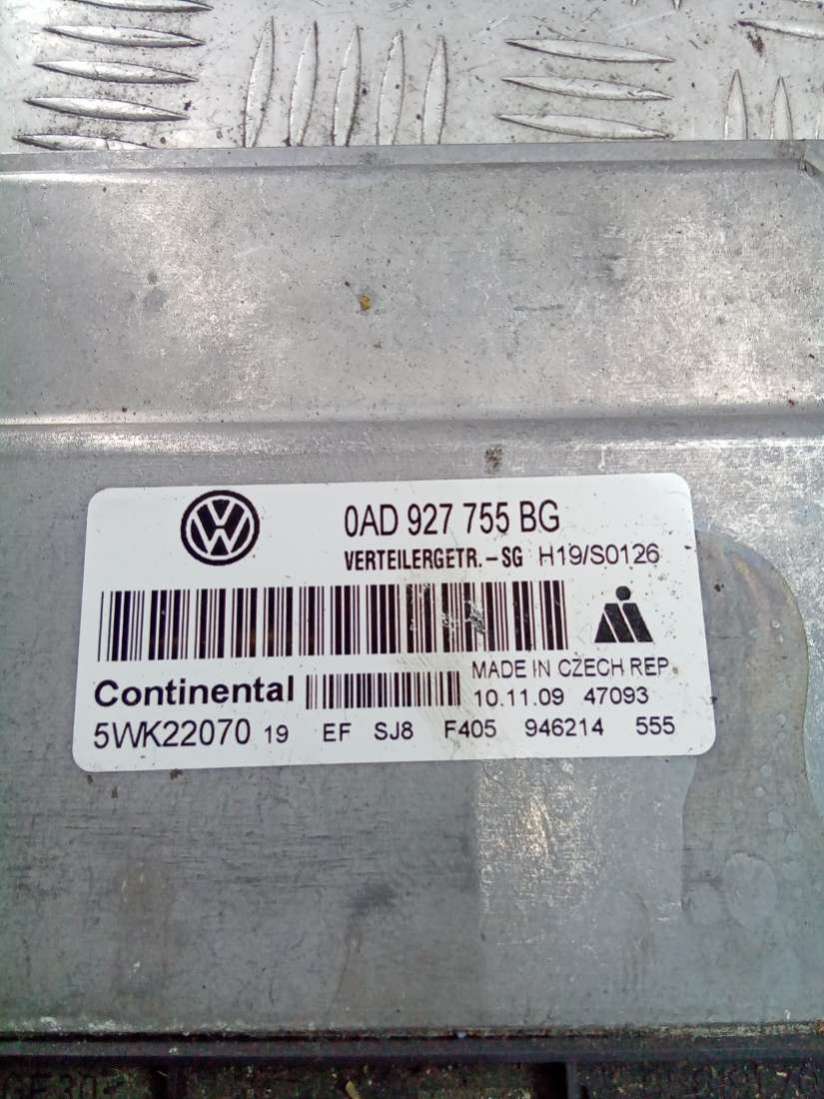 0AD 927 755 BG
VERTEILERGETR.-SG H19/S0126
MADE IN CZECH REP.
Continental 10.11.09 47093
5WK22070 19 EF SJ8 F405 946214 555